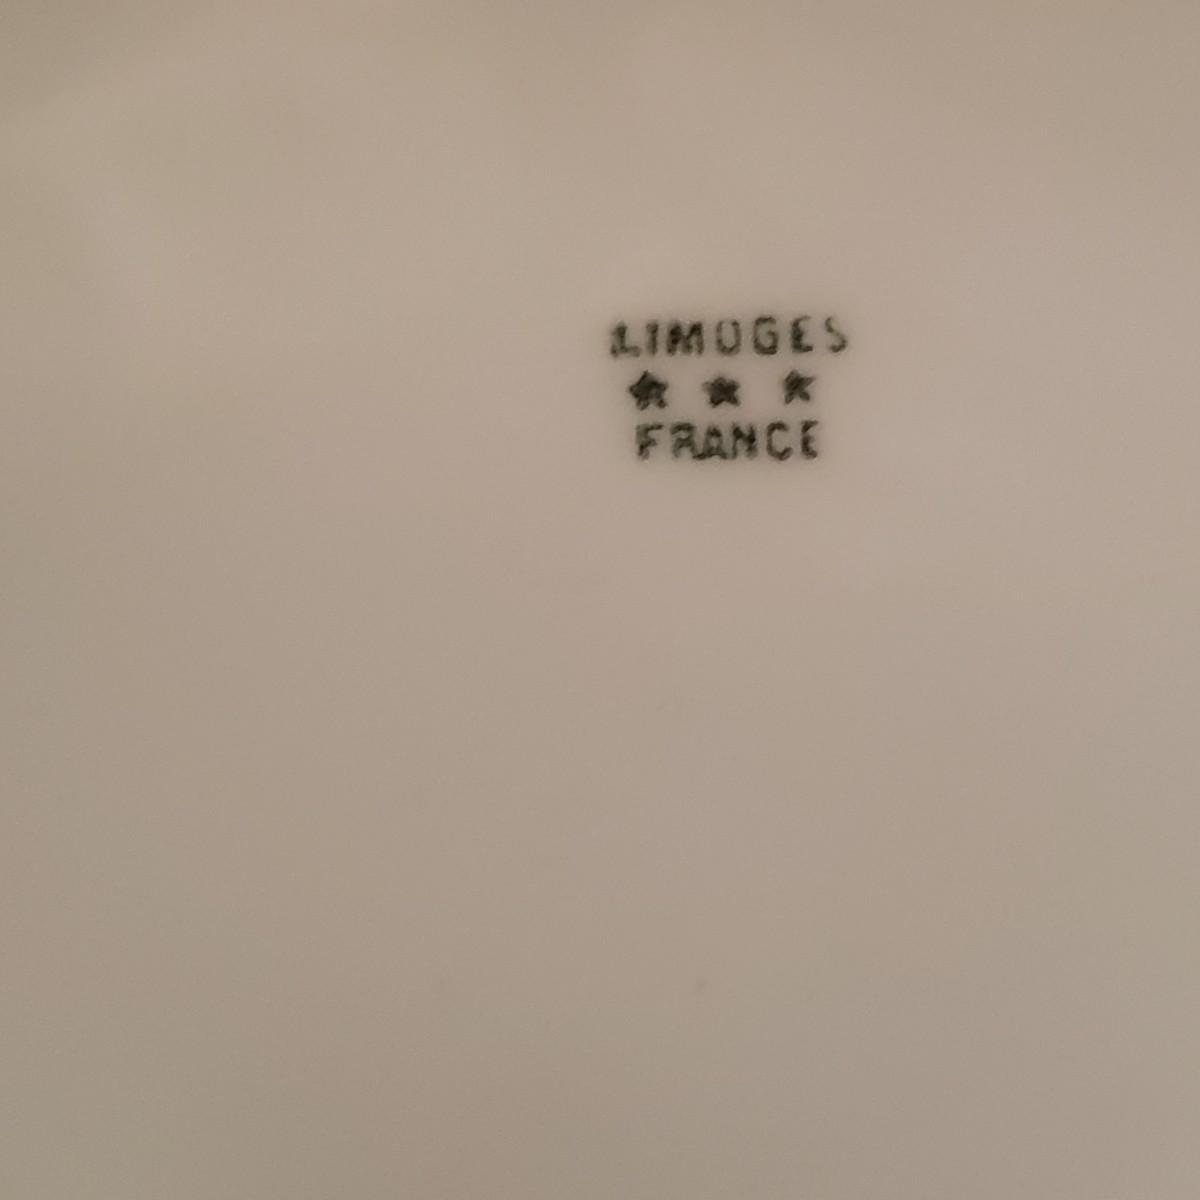 LIMOGES
★ ★ ★
FRANCE